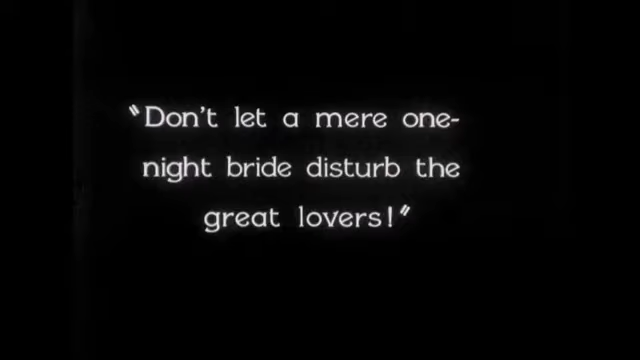 "Don't let a mere one-
night bride disturb the
great lovers!"